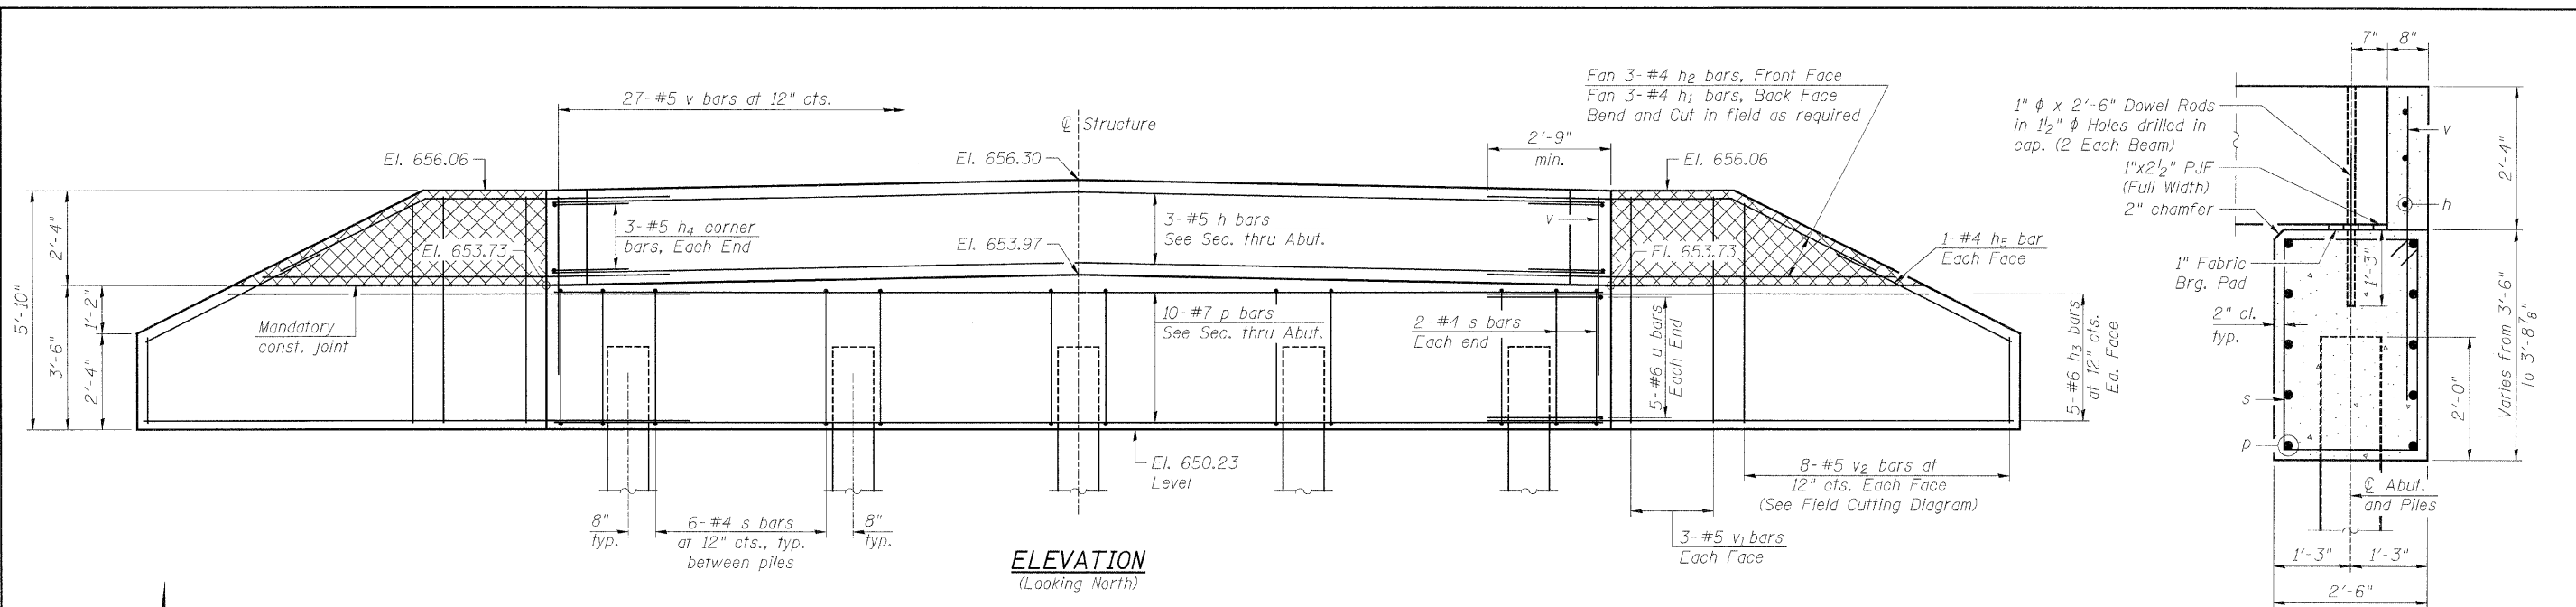 27-#5 v bars at 12" cts.
℄ Structure
El. 656.06
El. 656.30
Fan 3-#4 h2 bars, Front Face
Fan 3-#4 h1 bars, Back Face
Bend and Cut in field as required
2'-9"
min.
El. 656.06
3-#5 h4 corner
bars, Each End
El. 653.73
3-#5 h bars
See Sec. thru Abut.
El. 653.97
v
El. 653.73
1-#4 h5 bar
Each Face
5'-10"
2'-4"
3'-6"
1'-2"
2'-4"
Mandatory
const. joint
10-#7 p bars
See Sec. thru Abut.
2-#4 s bars
Each end
5-#6 u bars
Each End
5-#6 h3 bars
at 12" cts.
Ea. Face
El. 650.23
Level
8"
typ.
6-#4 s bars
at 12" cts., typ.
between piles
8"
typ.
8-#5 v2 bars at
12" cts. Each Face
(See Field Cutting Diagram)
3-#5 v1 bars
Each Face
ELEVATION
(Looking North)
7"
8"
1" ϕ x 2'-6" Dowel Rods
in 1½" ϕ Holes drilled in
cap. (2 Each Beam)
1"x2½" PJF
(Full Width)
2" chamfer
v
2'-4"
h
1" Fabric
Brg. Pad
1'-3"
2" cl.
typ.
s
p
2'-0"
Varies from 3'-6"
to 3'-8⅞"
℄ Abut.
and Piles
1'-3"
1'-3"
2'-6"